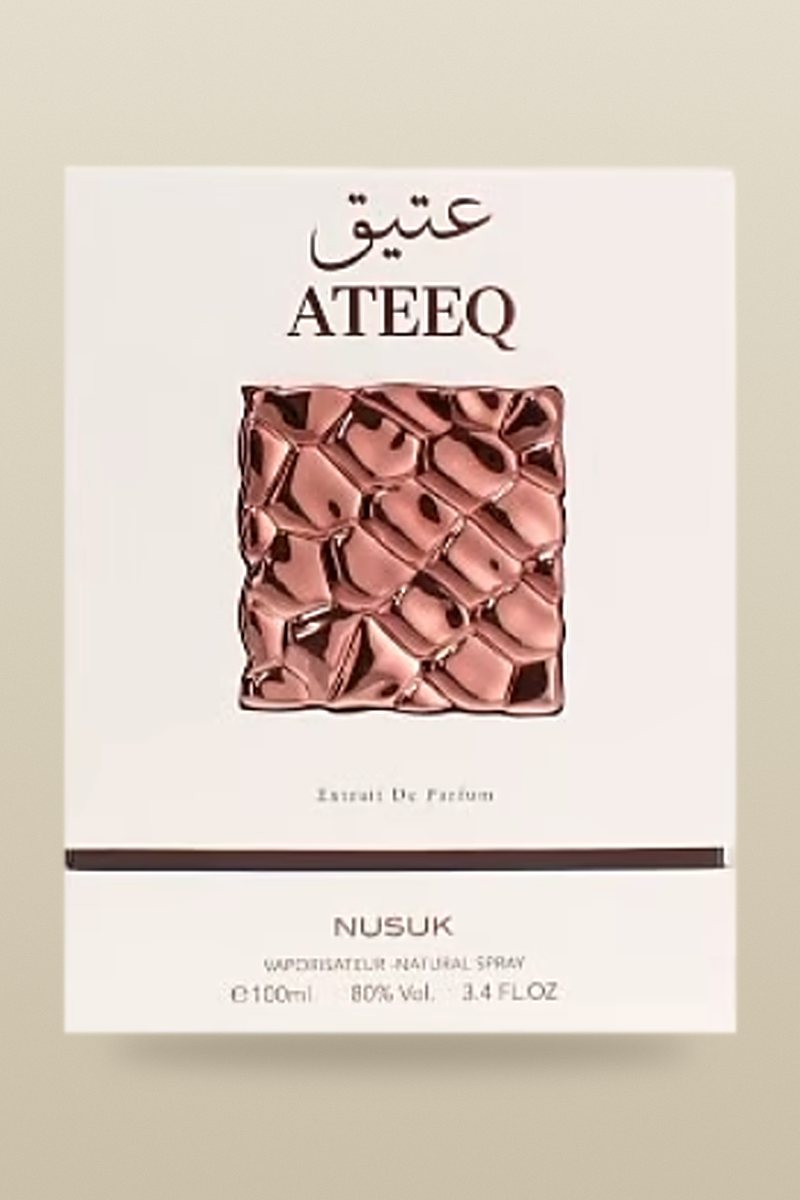 عتيق
ATEEQ
Extrait De Parfum
NUSUK
VAPORISATEUR -NATURAL SPRAY
℮100ml 80% Vol. 3.4 FL.OZ